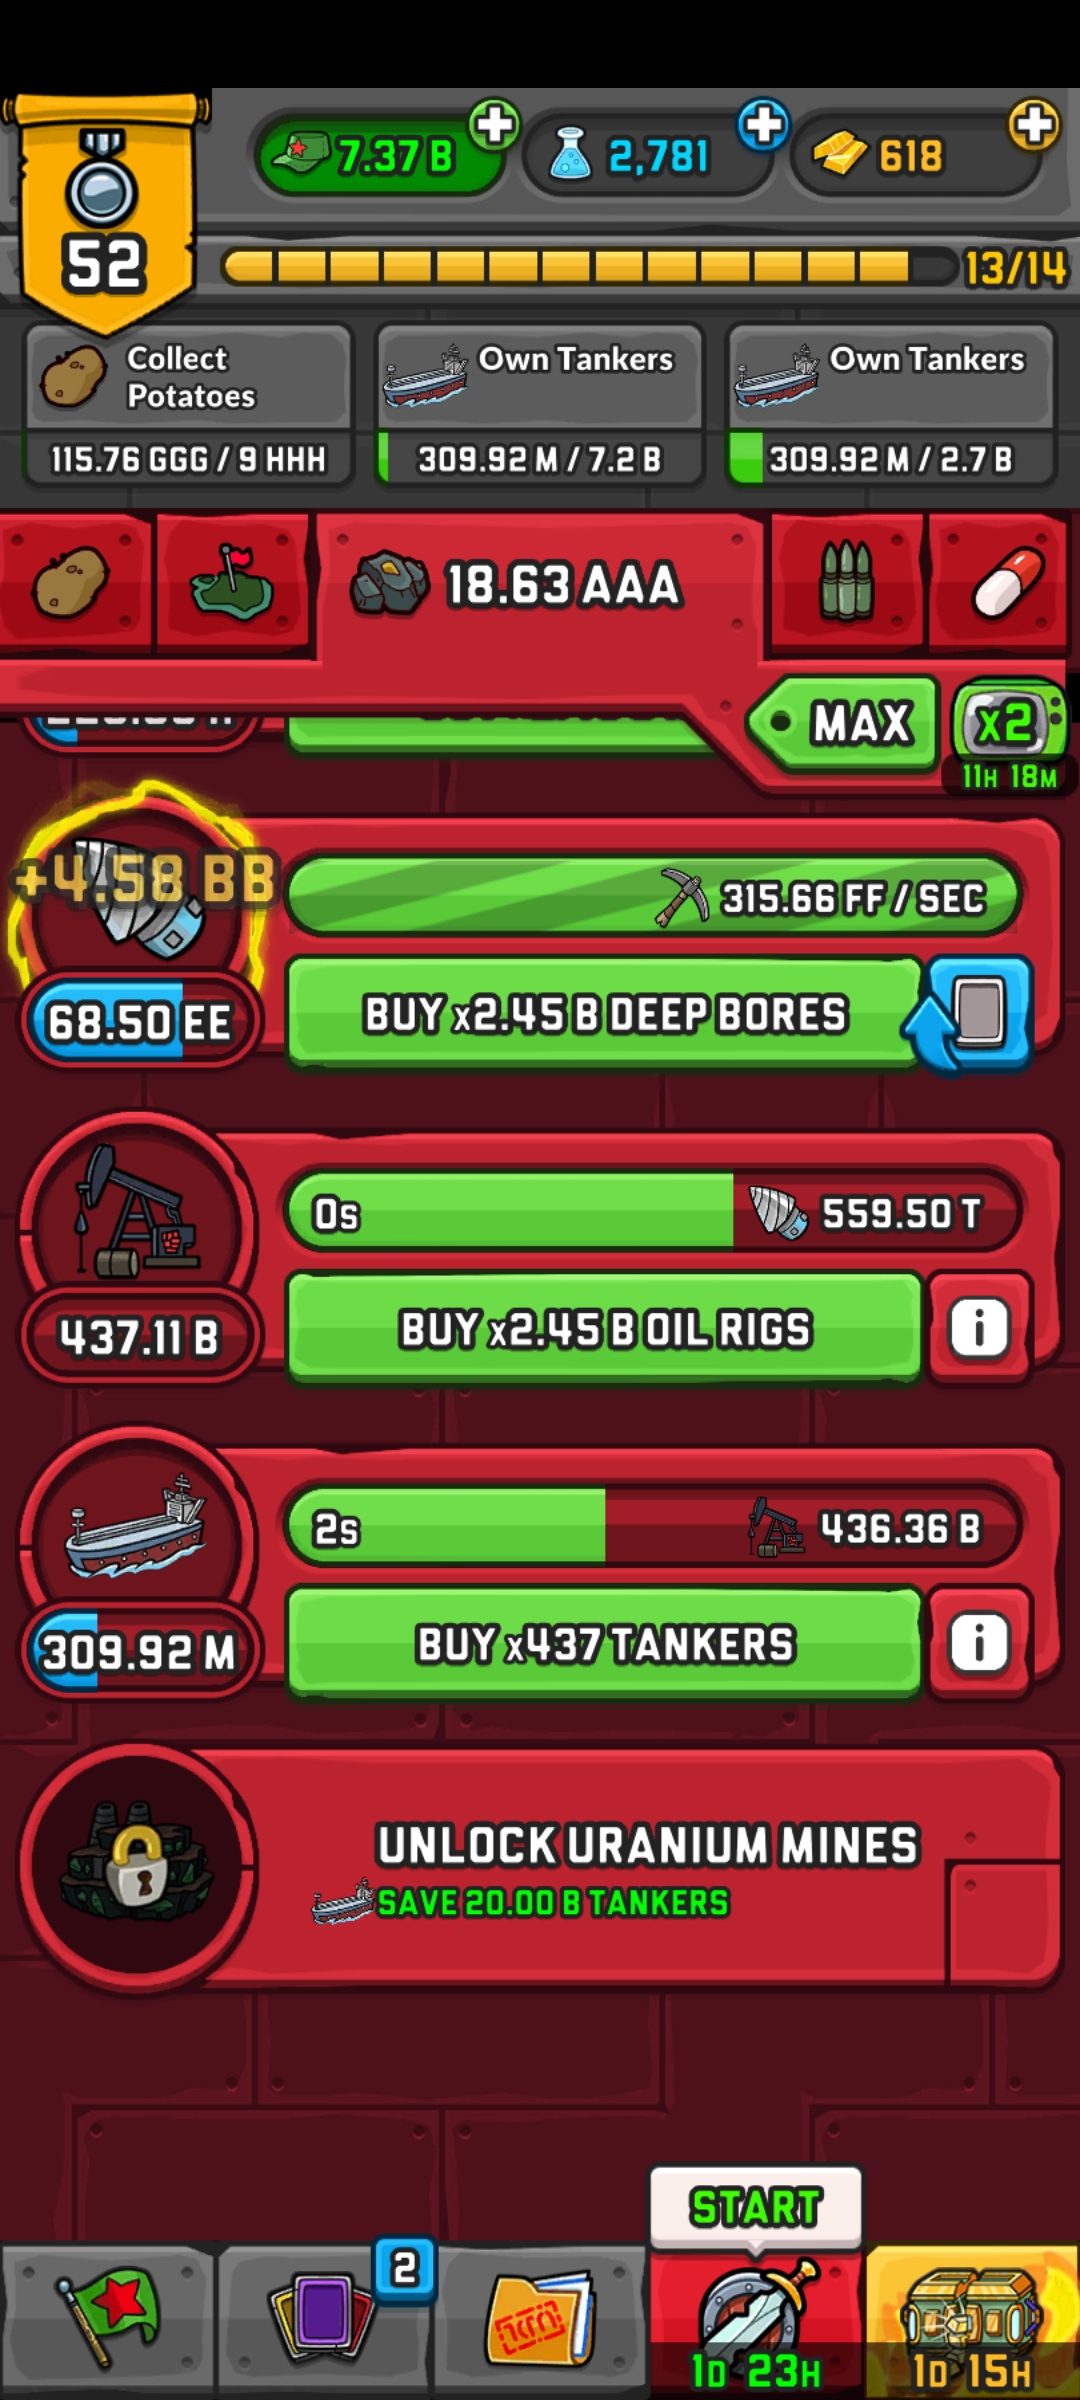 7.37 B
2,781
618
52
13/14
Collect
Potatoes
115.76 GGG / 9 HHH
Own Tankers
309.92 M / 7.2 B
Own Tankers
309.92 M / 2.7 B
18.63 AAA
MAX
x2
11H 18M
+4.58 BB
315.66 FF / SEC
68.50 EE
BUY x2.45 B DEEP BORES
0s
559.50 T
437.11 B
BUY x2.45 B OIL RIGS
i
2s
436.36 B
309.92 M
BUY x437 TANKERS
i
UNLOCK URANIUM MINES
SAVE 20.00 B TANKERS
START
2
1D 23H
1D 15H